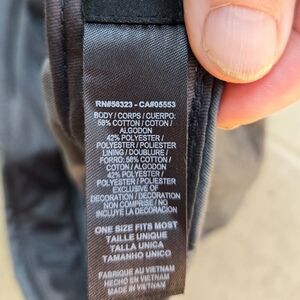 RN#56323 - CA#05553
BODY / CORPS / CUERPO:
58% COTTON / COTON /
ALGODON
42% POLYESTER /
POLYESTER / POLIESTER
LINING / DOUBLURE /
FORRO: 58% COTTON /
COTON / ALGODON
42% POLYESTER /
POLYESTER / POLIESTER
EXCLUSIVE OF
DECORATION / DECORATION
NON COMPRISE / NO
INCLUYE LA DECORACION
ONE SIZE FITS MOST
TAILLE UNIQUE
TALLA UNICA
TAMANHO UNICO
FABRIQUE AU VIETNAM
HECHO EN VIETNAM
MADE IN VIETNAM